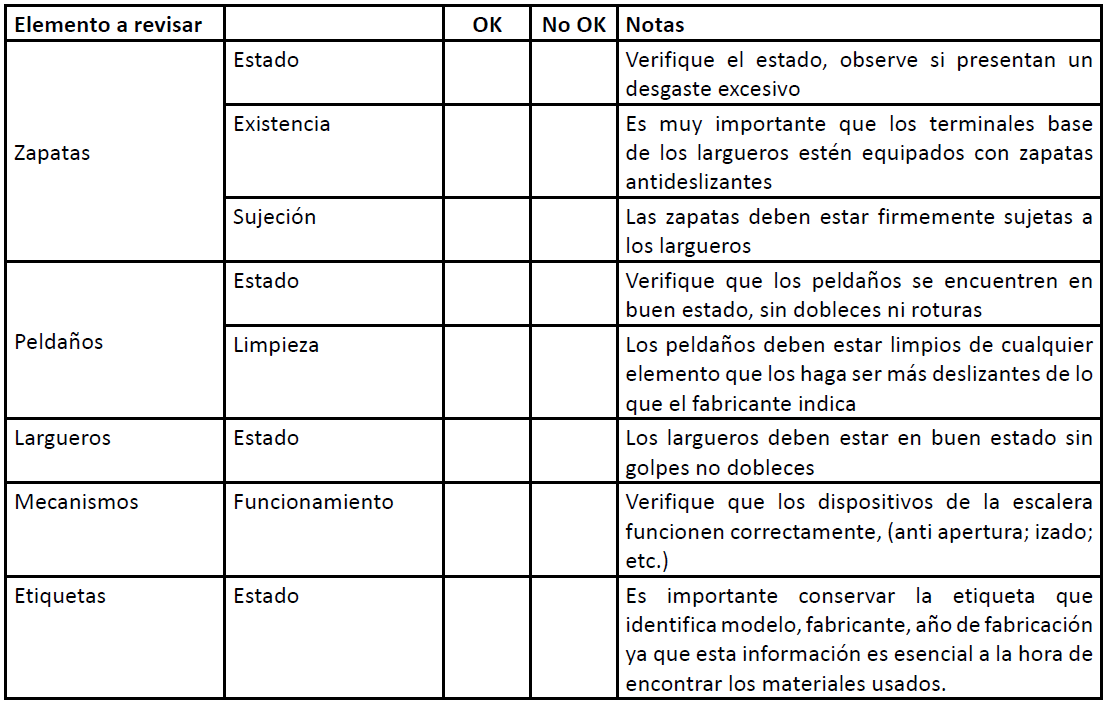 Elemento a revisar OK No OK Notas
Zapatas
Estado
Verifique el estado, observe si presentan un
desgaste excesivo
Existencia
Es muy importante que los terminales base
de los largueros estén equipados con zapatas
antideslizantes
Sujeción
Las zapatas deben estar firmemente sujetas a
los largueros
Peldaños
Estado
Verifique que los peldaños se encuentren en
buen estado, sin dobleces ni roturas
Limpieza
Los peldaños deben estar limpios de cualquier
elemento que los haga ser más deslizantes de lo
que el fabricante indica
Largueros
Estado
Los largueros deben estar en buen estado sin
golpes no dobleces
Mecanismos
Funcionamiento
Verifique que los dispositivos de la escalera
funcionen correctamente, (anti apertura; izado;
etc.)
Etiquetas
Estado
Es importante conservar la etiqueta que
identifica modelo, fabricante, año de fabricación
ya que esta información es esencial a la hora de
encontrar los materiales usados.